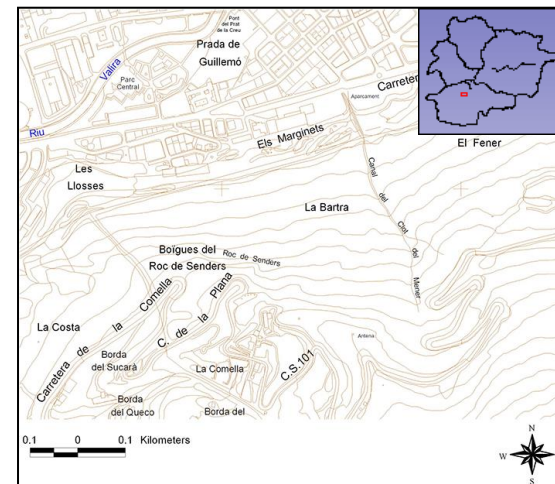 Pont
del Prat
de la Creu
Prada de
Guillemó
Valira
Parc
Central
Riu
Carreter
Aparcament
El Fener
Els Marginets
Les
Llosses
Canal del Clot del Mener
La Bartra
Boïgues del
Roc de Senders
Roc de Senders
La Costa
Carretera de la Comella
C. de la Plana
Borda
del Sucarà
La Comella
C.S.101
Antena
Borda
del Queco
Borda del
0.1 0 0.1 Kilometers
N
W E
S